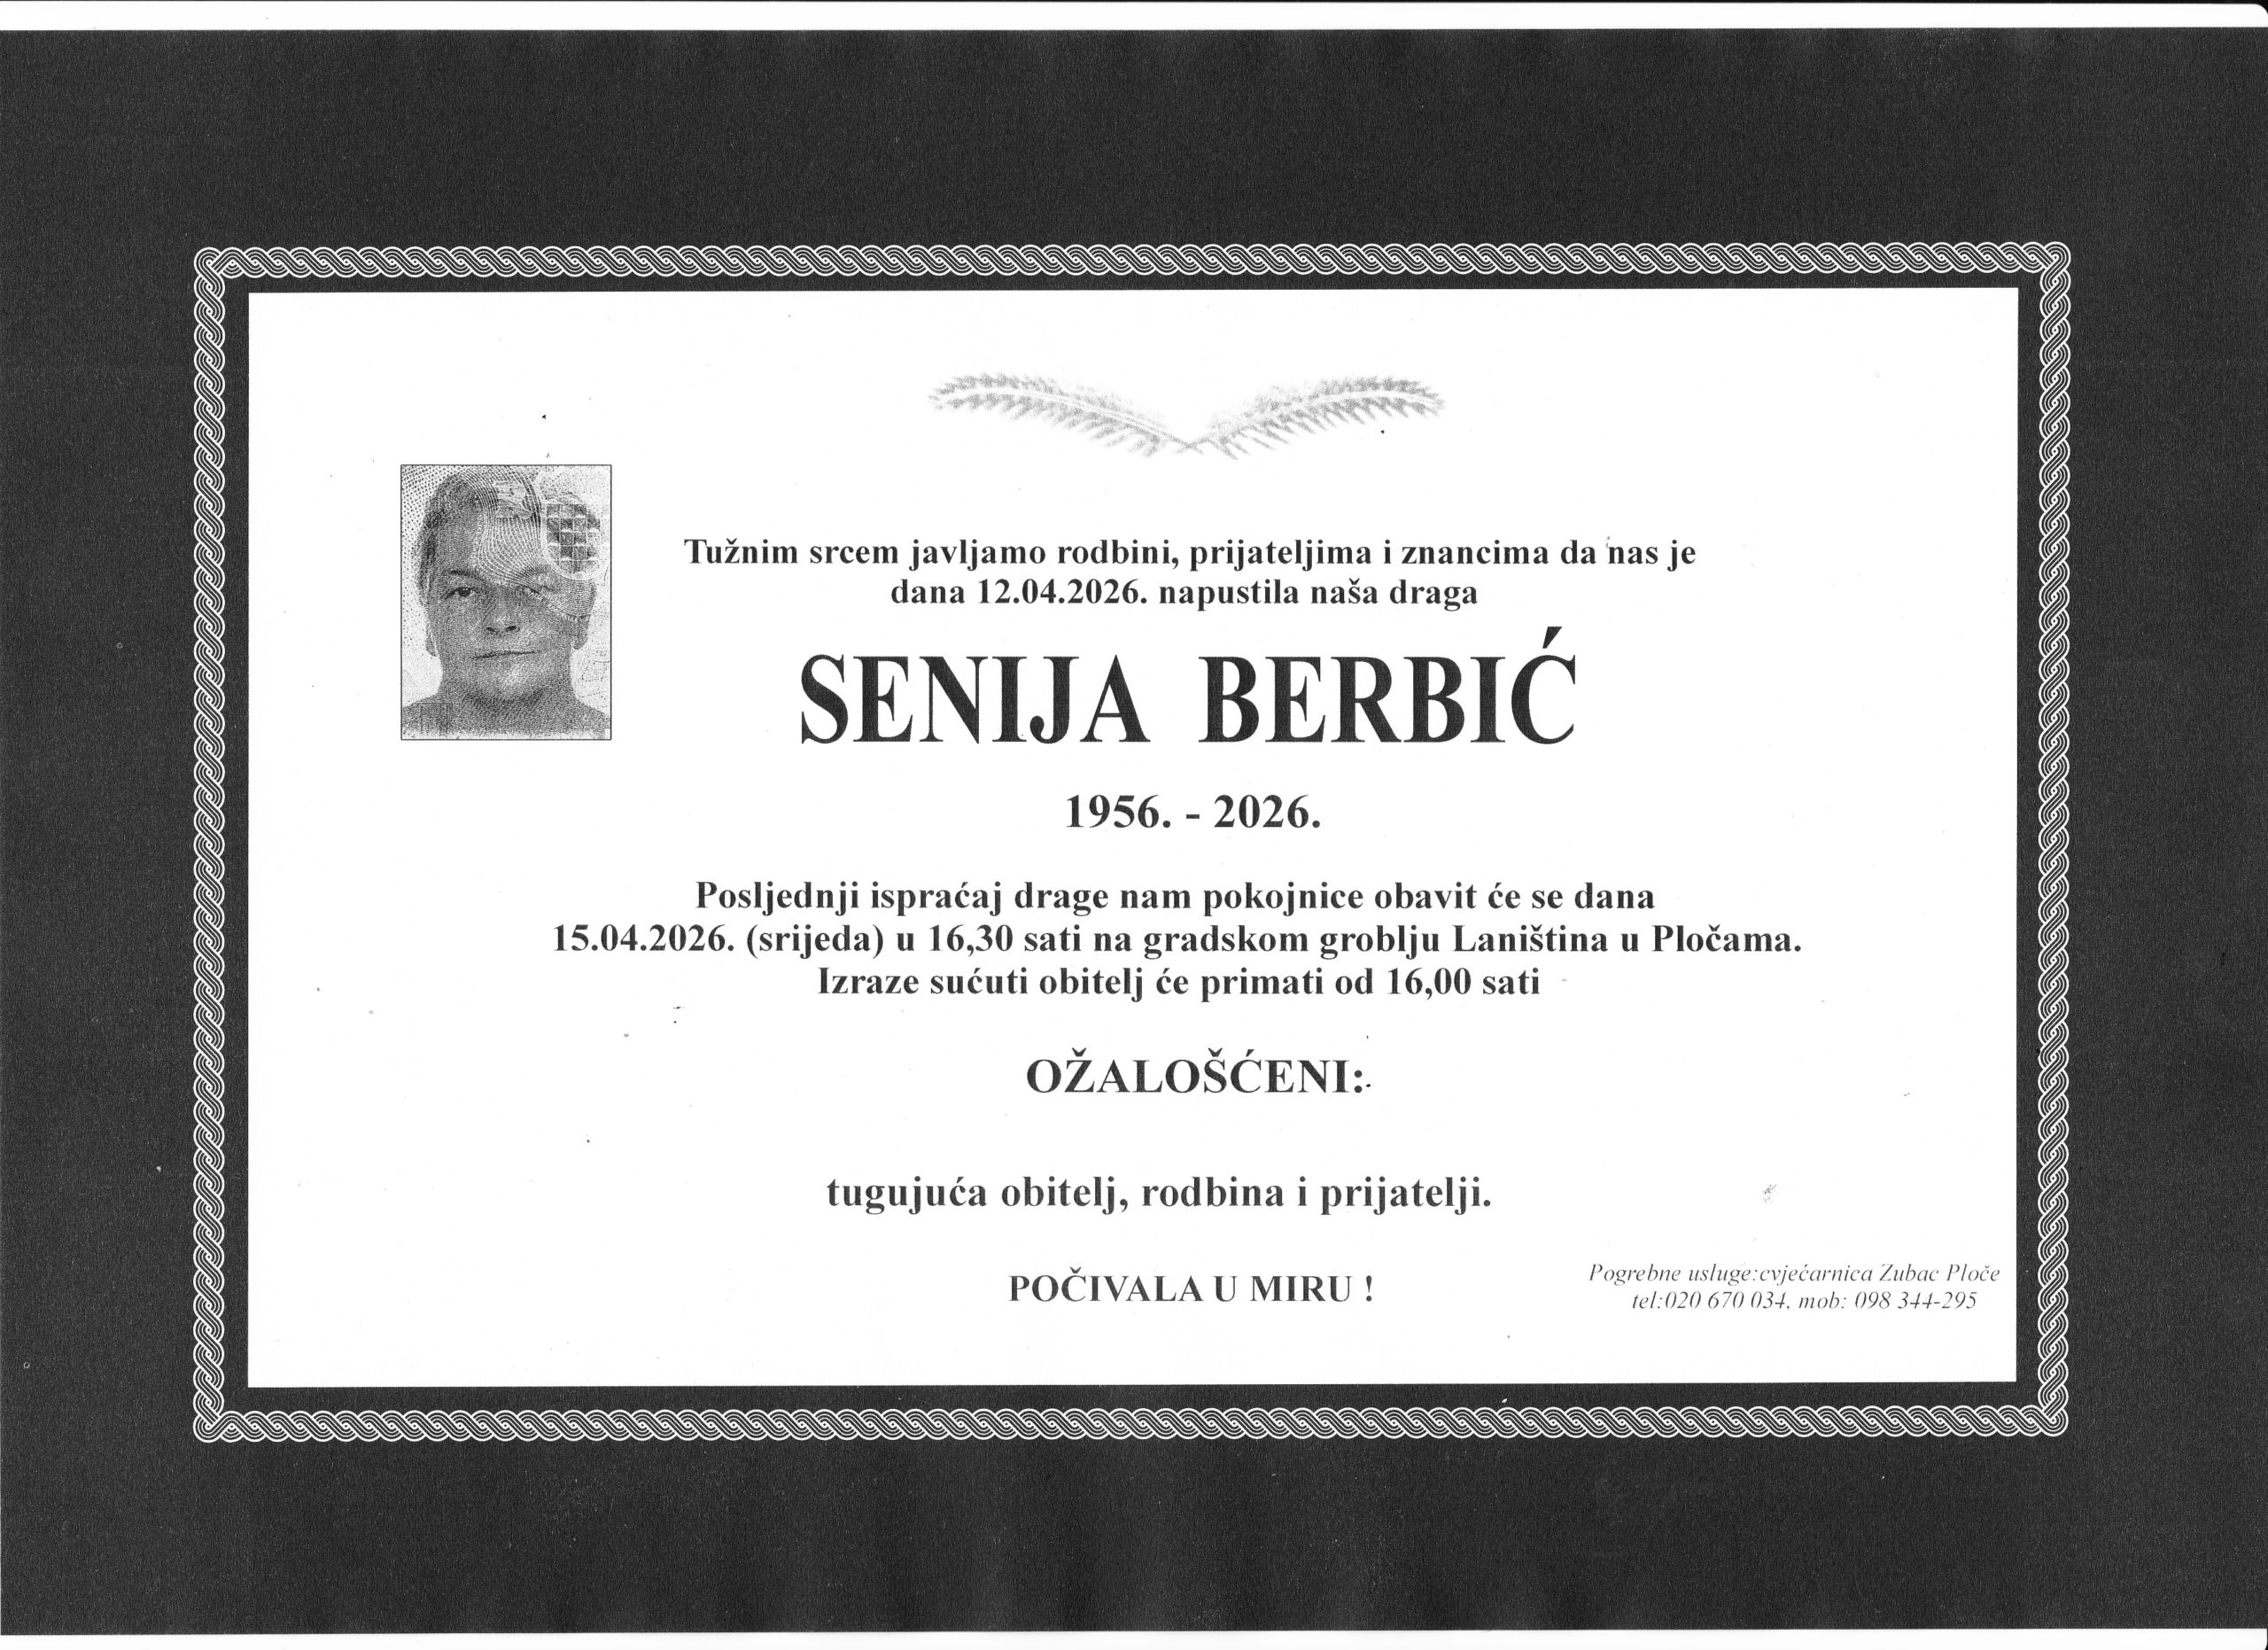 Tužnim srcem javljamo rodbini, prijateljima i znancima da nas je
dana 12.04.2026. napustila naša draga
SENIJA BERBIĆ
1956. - 2026.
Posljednji ispraćaj drage nam pokojnice obavit će se dana
15.04.2026. (srijeda) u 16,30 sati na gradskom groblju Laniština u Pločama.
Izraze sućuti obitelj će primati od 16,00 sati
OŽALOŠĆENI:
tugujuća obitelj, rodbina i prijatelji.
POČIVALA U MIRU !
Pogrebne usluge:cvjećarnica Zubac Ploče
tel:020 670 034, mob: 098 344-295